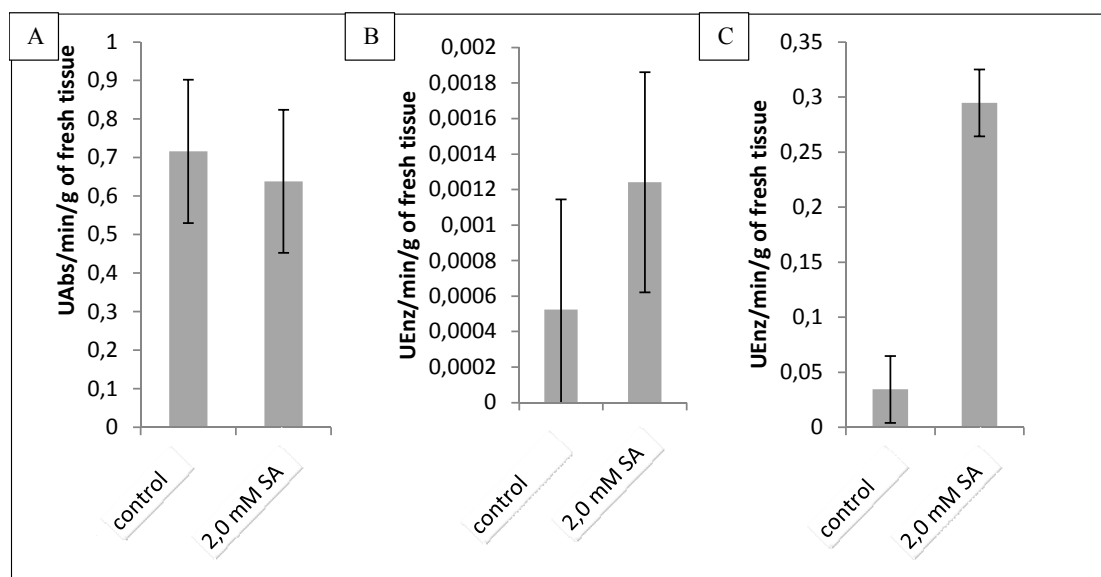 A
UAbs/min/g of fresh tissue
1
0,9
0,8
0,7
0,6
0,5
0,4
0,3
0,2
0,1
0
control
2,0 mM SA
B
UEnz/min/g of fresh tissue
0,002
0,0018
0,0016
0,0014
0,0012
0,001
0,0008
0,0006
0,0004
0,0002
0
control
2,0 mM SA
C
UEnz/min/g of fresh tissue
0,35
0,3
0,25
0,2
0,15
0,1
0,05
0
control
2,0 mM SA